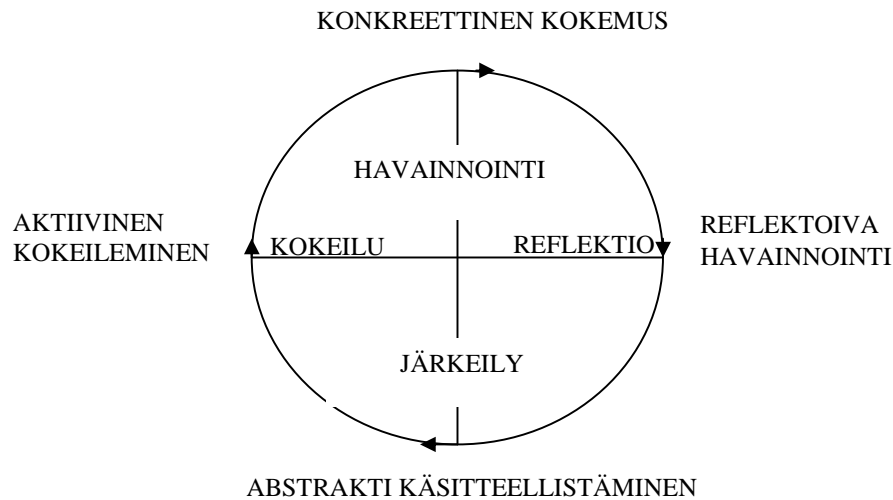 KONKREETTINEN KOKEMUS
HAVAINNOINTI
AKTIIVINEN
KOKEILEMINEN
KOKEILU
REFLEKTIO
REFLEKTOIVA
HAVAINNOINTI
JÄRKEILY
ABSTRAKTI KÄSITTEELLISTÄMINEN